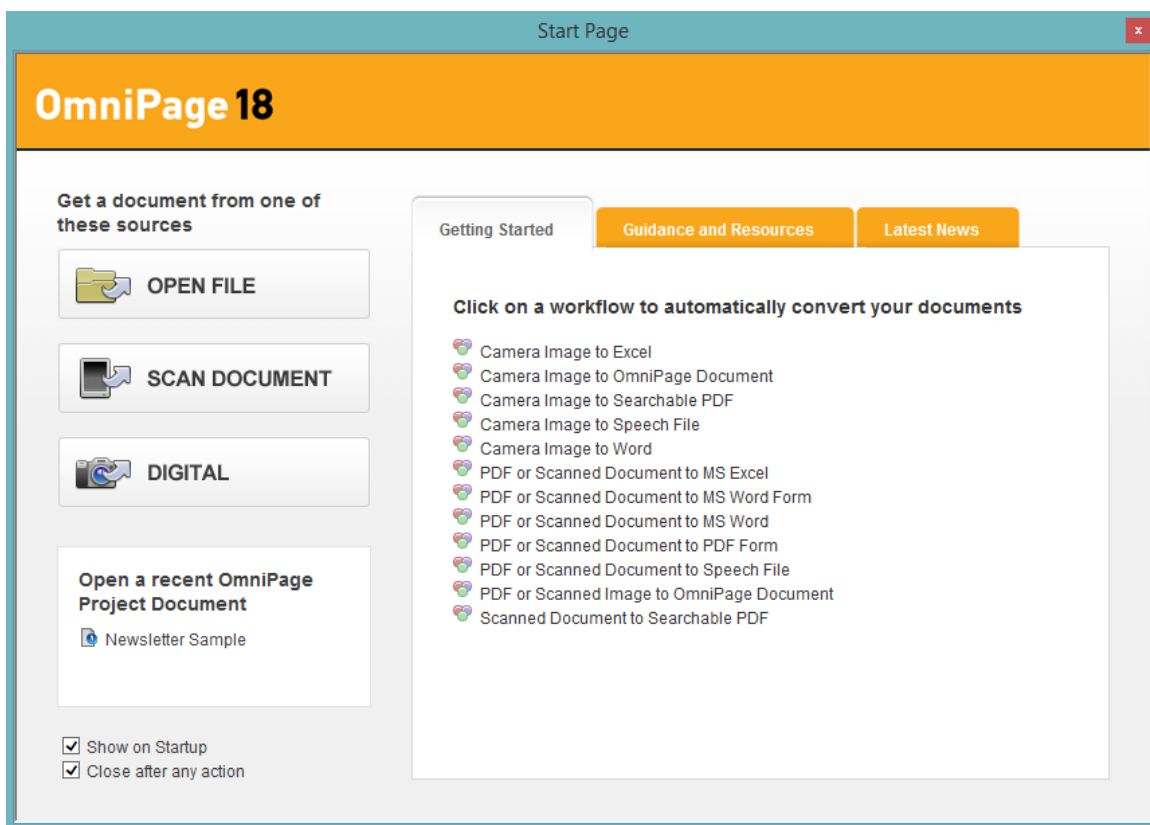 Start Page
x
OmniPage 18
Get a document from one of
these sources
OPEN FILE
SCAN DOCUMENT
DIGITAL
Open a recent OmniPage
Project Document
Newsletter Sample
Show on Startup
Close after any action
Getting Started
Guidance and Resources
Latest News
Click on a workflow to automatically convert your documents
Camera Image to Excel
Camera Image to OmniPage Document
Camera Image to Searchable PDF
Camera Image to Speech File
Camera Image to Word
PDF or Scanned Document to MS Excel
PDF or Scanned Document to MS Word Form
PDF or Scanned Document to MS Word
PDF or Scanned Document to PDF Form
PDF or Scanned Document to Speech File
PDF or Scanned Image to OmniPage Document
Scanned Document to Searchable PDF